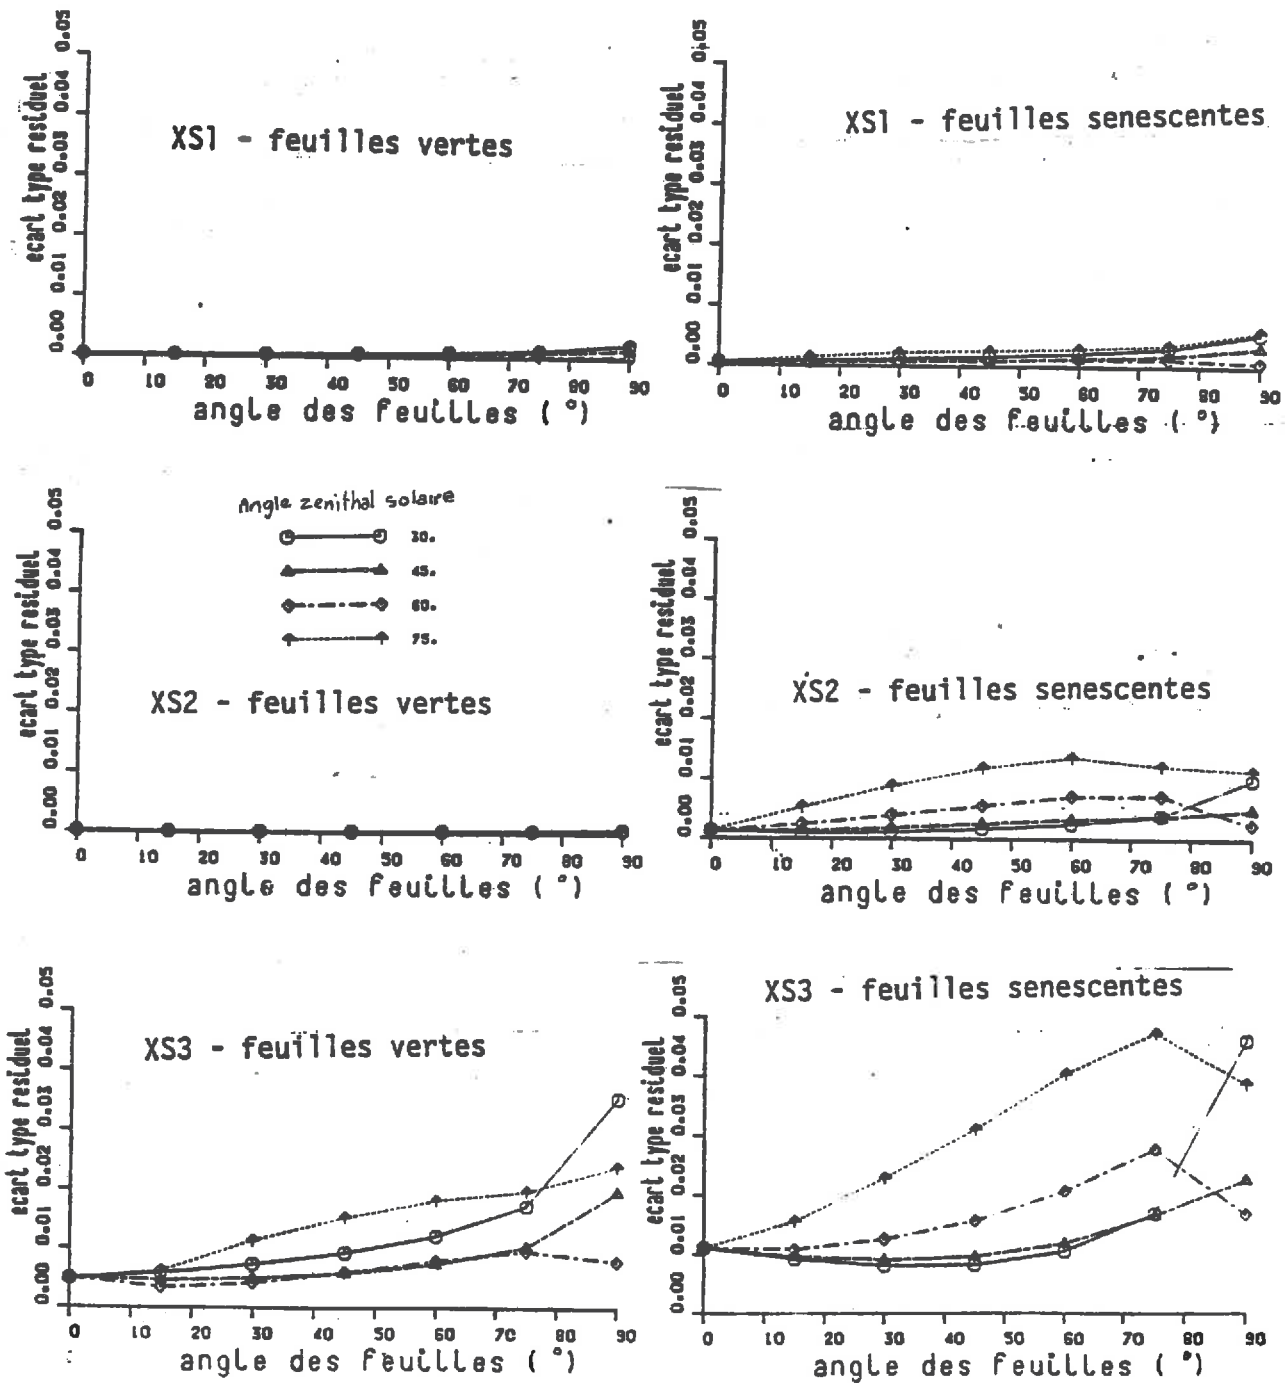 XS1 - feuilles vertes
ecart type residuel
0.00 0.01 0.02 0.03 0.04 0.05
0 10 20 30 40 50 60 70 80 90
angle des feuilles (°)
XS1 - feuilles senescentes
ecart type residuel
0.00 0.01 0.02 0.03 0.04 0.05
0 10 20 30 40 50 60 70 80 90
angle des feuilles (°)
Angle zenithal solaire
30.
45.
60.
75.
XS2 - feuilles vertes
ecart type residuel
0.00 0.01 0.02 0.03 0.04 0.05
0 10 20 30 40 50 60 70 80 90
angle des feuilles (°)
XS2 - feuilles senescentes
ecart type residuel
0.00 0.01 0.02 0.03 0.04 0.05
0 10 20 30 40 50 60 70 80 90
angle des feuilles (°)
XS3 - feuilles vertes
ecart type residuel
0.00 0.01 0.02 0.03 0.04 0.05
0 10 20 30 40 50 60 70 80 90
angle des feuilles (°)
XS3 - feuilles senescentes
ecart type residuel
0.00 0.01 0.02 0.03 0.04 0.05
0 10 20 30 40 50 60 70 80 90
angle des feuilles (°)